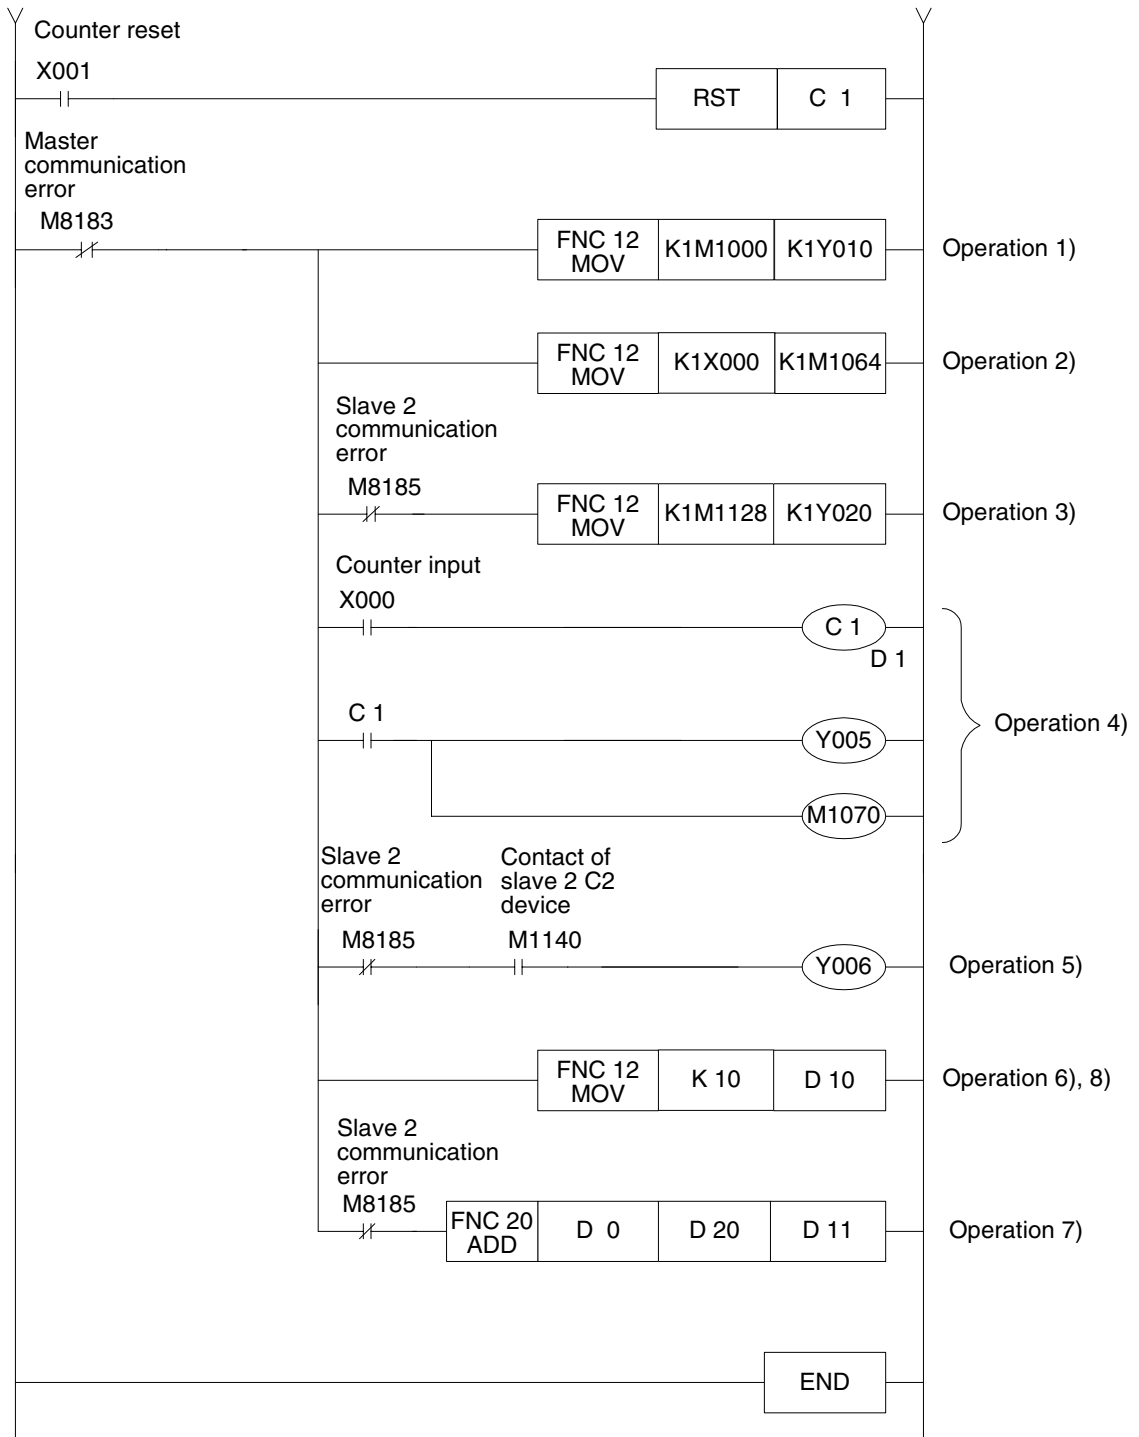 Counter reset
X001
RST C 1
Master
communication
error
M8183
FNC 12
MOV
K1M1000 K1Y010
Operation 1)
FNC 12
MOV
K1X000 K1M1064
Operation 2)
Slave 2
communication
error
M8185
FNC 12
MOV
K1M1128 K1Y020
Operation 3)
Counter input
X000
C 1
D 1
C 1
Y005
Operation 4)
M1070
Slave 2
communication
error
M8185
Contact of
slave 2 C2
device
M1140
Y006
Operation 5)
FNC 12
MOV
K 10 D 10
Operation 6), 8)
Slave 2
communication
error
M8185
FNC 20
ADD
D 0 D 20 D 11
Operation 7)
END